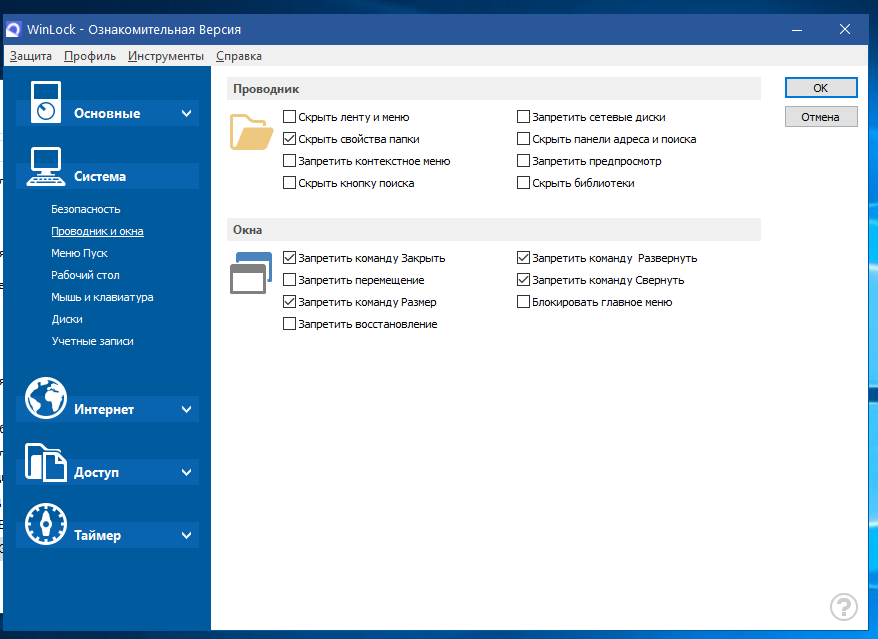 WinLock - Ознакомительная Версия
Защита Профиль Инструменты Справка
Основные
Система
Безопасность
Проводник и окна
Меню Пуск
Рабочий стол
Мышь и клавиатура
Диски
Учетные записи
Интернет
Доступ
Таймер
Проводник
Скрыть ленту и меню
Скрыть свойства папки
Запретить контекстное меню
Скрыть кнопку поиска
Запретить сетевые диски
Скрыть панели адреса и поиска
Запретить предпросмотр
Скрыть библиотеки
Окна
Запретить команду Закрыть
Запретить перемещение
Запретить команду Размер
Запретить восстановление
Запретить команду Развернуть
Запретить команду Свернуть
Блокировать главное меню
OK
Отмена
?